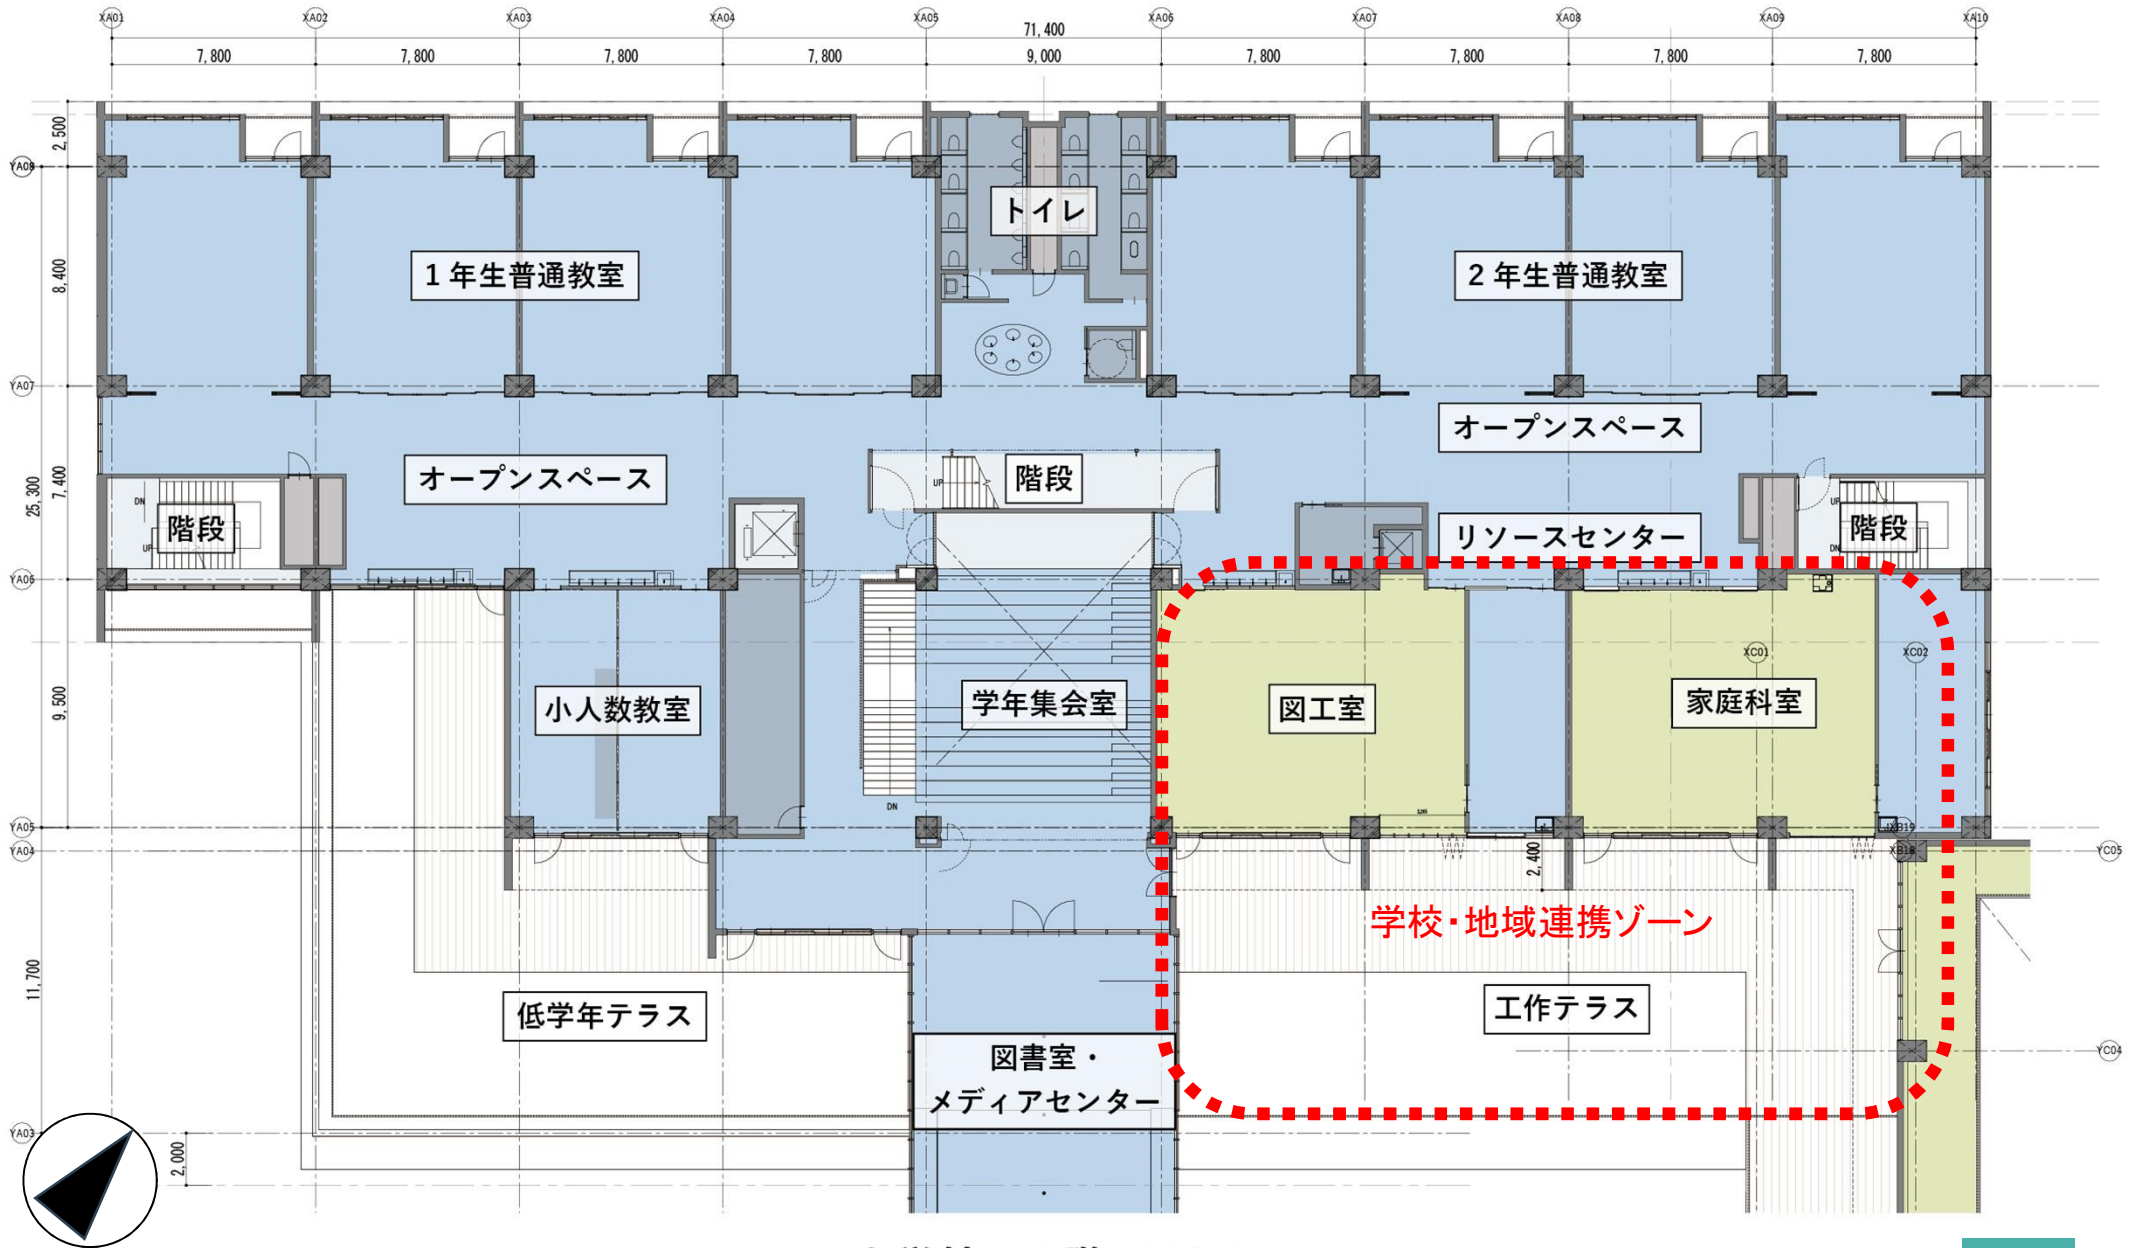 XA01 XA02 XA03 XA04 XA05 XA06 XA07 XA08 XA09 XA10
71,400
7,800 7,800 7,800 7,800 9,000 7,800 7,800 7,800 7,800
2,500
トイレ
1年生普通教室
2年生普通教室
8,400
YA07
オープンスペース
オープンスペース
階段
UP
25,300
7,400
DN
階段
UP
リソースセンター
UP
階段
DN
YA06
XC01 XC02
小人数教室
学年集会室
図工室
家庭科室
9,500
DN
YA05
XB19
YA04
XB18
YC05
2,400
学校・地域連携ゾーン
11,700
低学年テラス
工作テラス
図書室・
メディアセンター
YC04
YA03
2,000